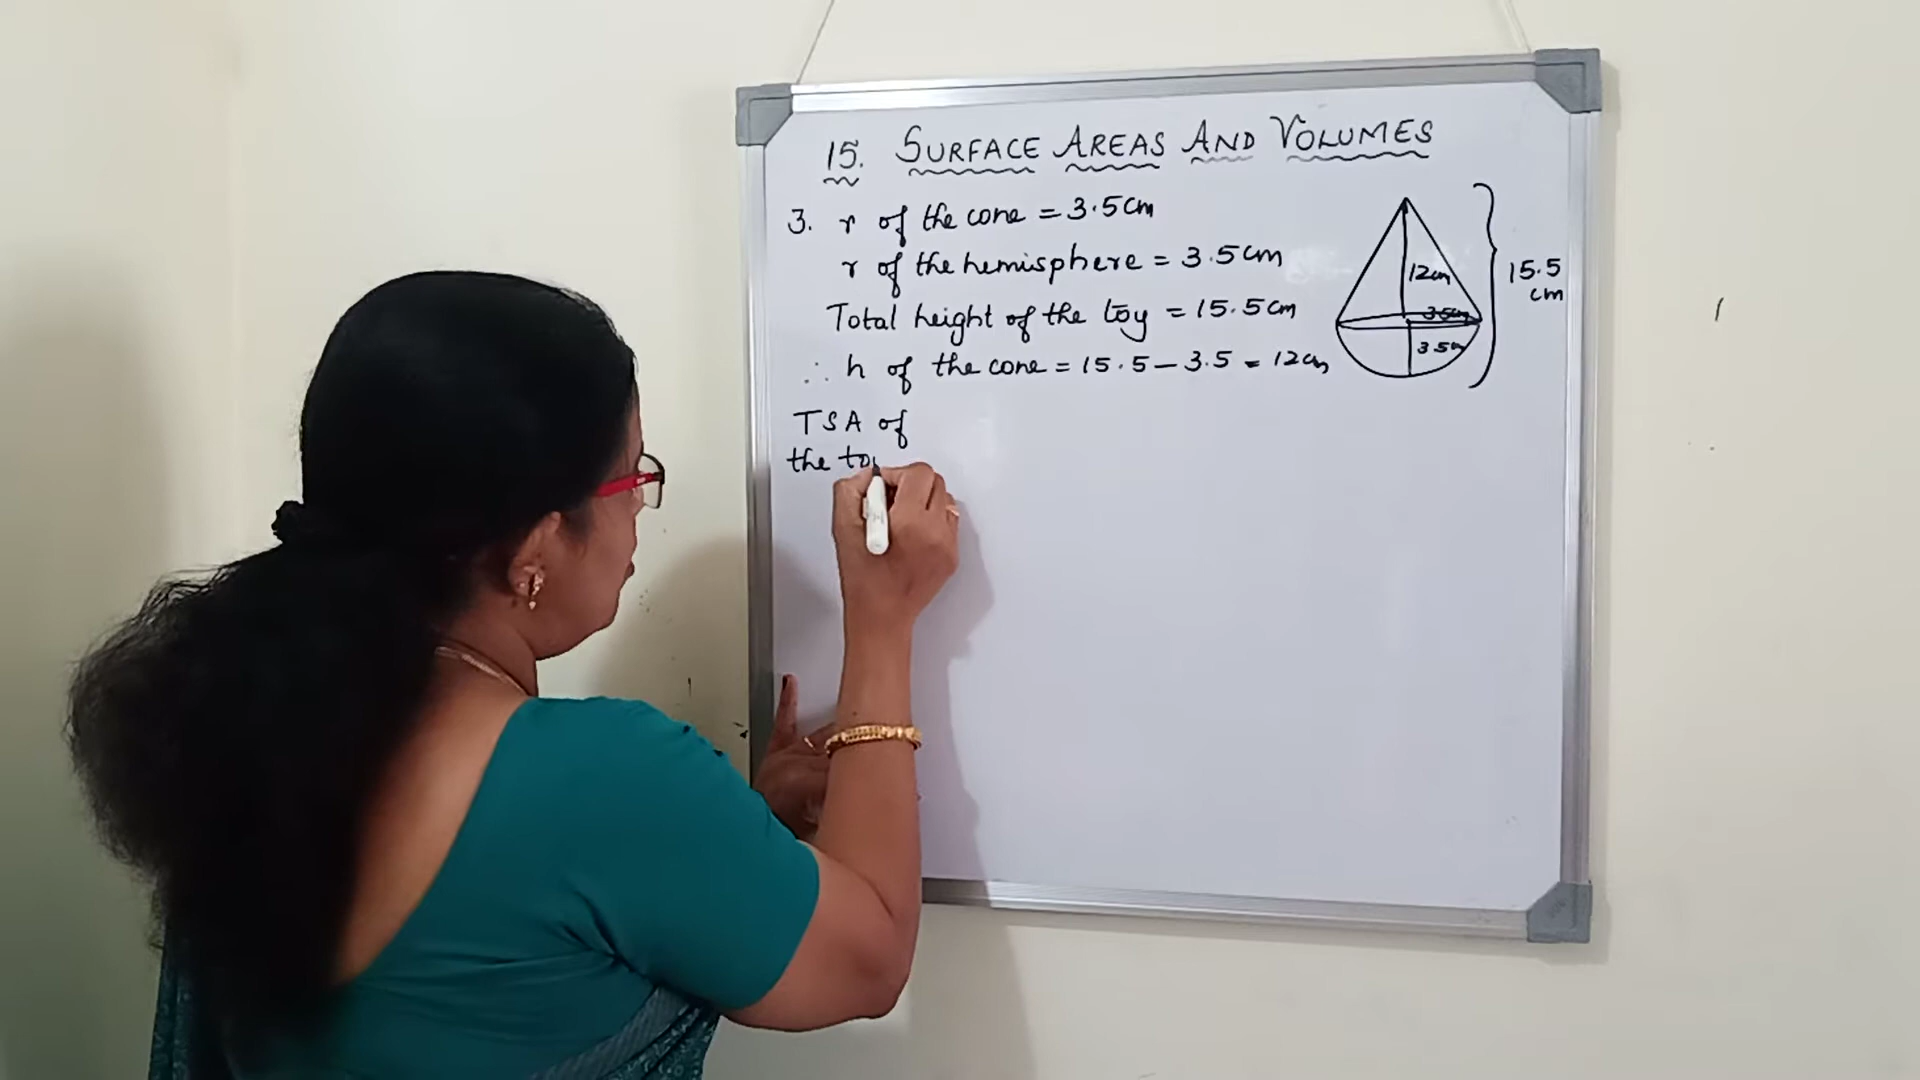 15. SURFACE AREAS AND VOLUMES
3. r of the cone = 3.5cm
r of the hemisphere = 3.5cm
Total height of the toy = 15.5cm
∴ h of the cone = 15.5 - 3.5 = 12cm
TSA of
the toy
12cm
3.5cm
3.5cm
15.5
cm